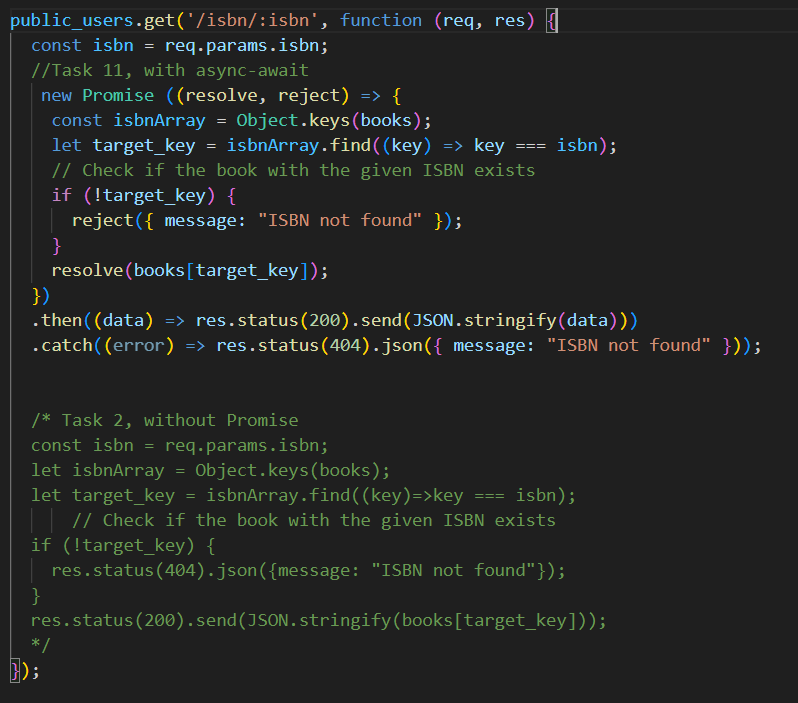 public_users.get('/isbn/:isbn', function (req, res) {
const isbn = req.params.isbn;
//Task 11, with async-await
new Promise ((resolve, reject) => {
const isbnArray = Object.keys(books);
let target_key = isbnArray.find((key) => key === isbn);
// Check if the book with the given ISBN exists
if (!target_key) {
reject({ message: "ISBN not found" });
}
resolve(books[target_key]);
})
.then((data) => res.status(200).send(JSON.stringify(data)))
.catch((error) => res.status(404).json({ message: "ISBN not found" }));
/* Task 2, without Promise
const isbn = req.params.isbn;
let isbnArray = Object.keys(books);
let target_key = isbnArray.find((key)=>key === isbn);
// Check if the book with the given ISBN exists
if (!target_key) {
res.status(404).json({message: "ISBN not found"});
}
res.status(200).send(JSON.stringify(books[target_key]));
*/
});